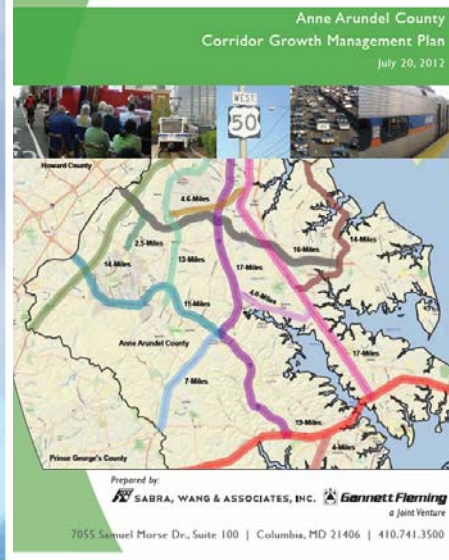 Anne Arundel County
Corridor Growth Management Plan
July 20, 2012
WEST
50
Howard County
4.6-Miles
14-Miles
2.5-Miles
16-Miles
14-Miles
13-Miles
17-Miles
11-Miles
4.6-Miles
Anne Arundel County
17-Miles
7-Miles
13-Miles
Prince George's County
Prepared by:
SABRA, WANG & ASSOCIATES, INC. Gannett Fleming
a Joint Venture
7055 Samuel Morse Dr., Suite 100 | Columbia, MD 21406 | 410.741.3500